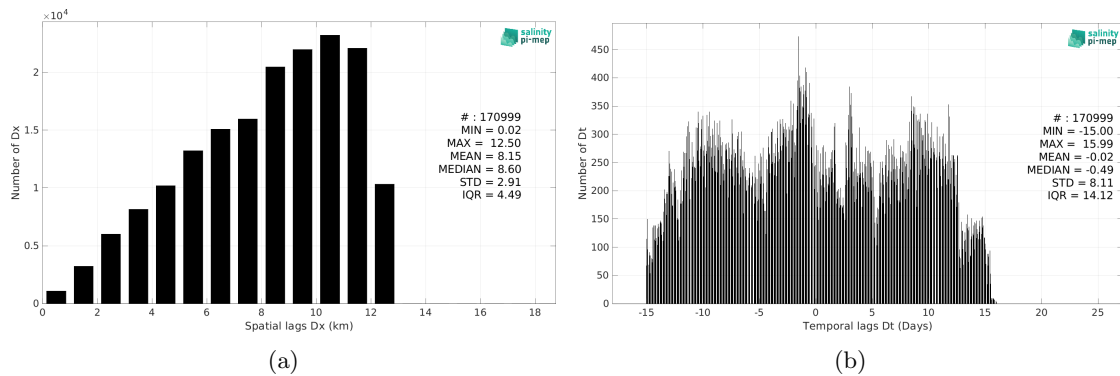 ×10⁴
salinity
pi-mep
2
1.5
1
0.5
0
Number of Dx
# : 170999
MIN = 0.02
MAX = 12.50
MEAN = 8.15
MEDIAN = 8.60
STD = 2.91
IQR = 4.49
0 2 4 6 8 10 12 14 16 18
Spatial lags Dx (km)
(a)
salinity
pi-mep
450
400
350
300
250
200
150
100
50
0
Number of Dt
# : 170999
MIN = -15.00
MAX = 15.99
MEAN = -0.02
MEDIAN = -0.49
STD = 8.11
IQR = 14.12
-15 -10 -5 0 5 10 15 20 25
Temporal lags Dt (Days)
(b)